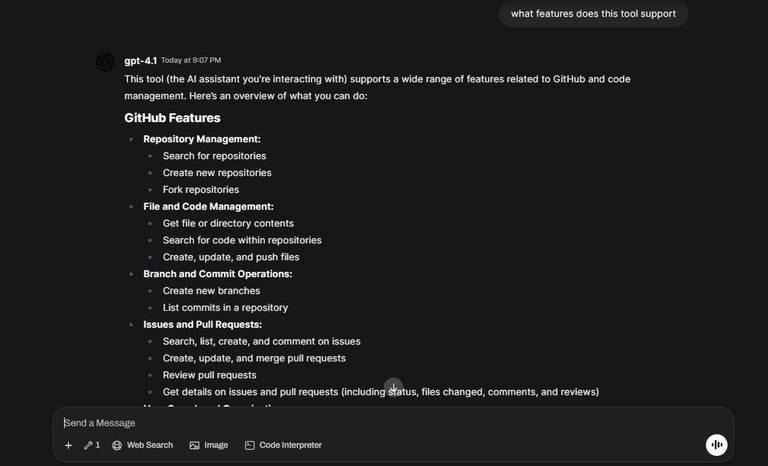 what features does this tool support
gpt-4.1 Today at 9:07 PM
This tool (the AI assistant you're interacting with) supports a wide range of features related to GitHub and code
management. Here's an overview of what you can do:
GitHub Features
Repository Management:
Search for repositories
Create new repositories
Fork repositories
File and Code Management:
Get file or directory contents
Search for code within repositories
Create, update, and push files
Branch and Commit Operations:
Create new branches
List commits in a repository
Issues and Pull Requests:
Search, list, create, and comment on issues
Create, update, and merge pull requests
Review pull requests
Get details on issues and pull requests (including status, files changed, comments, and reviews)
Send a Message
1 Web Search Image Code Interpreter